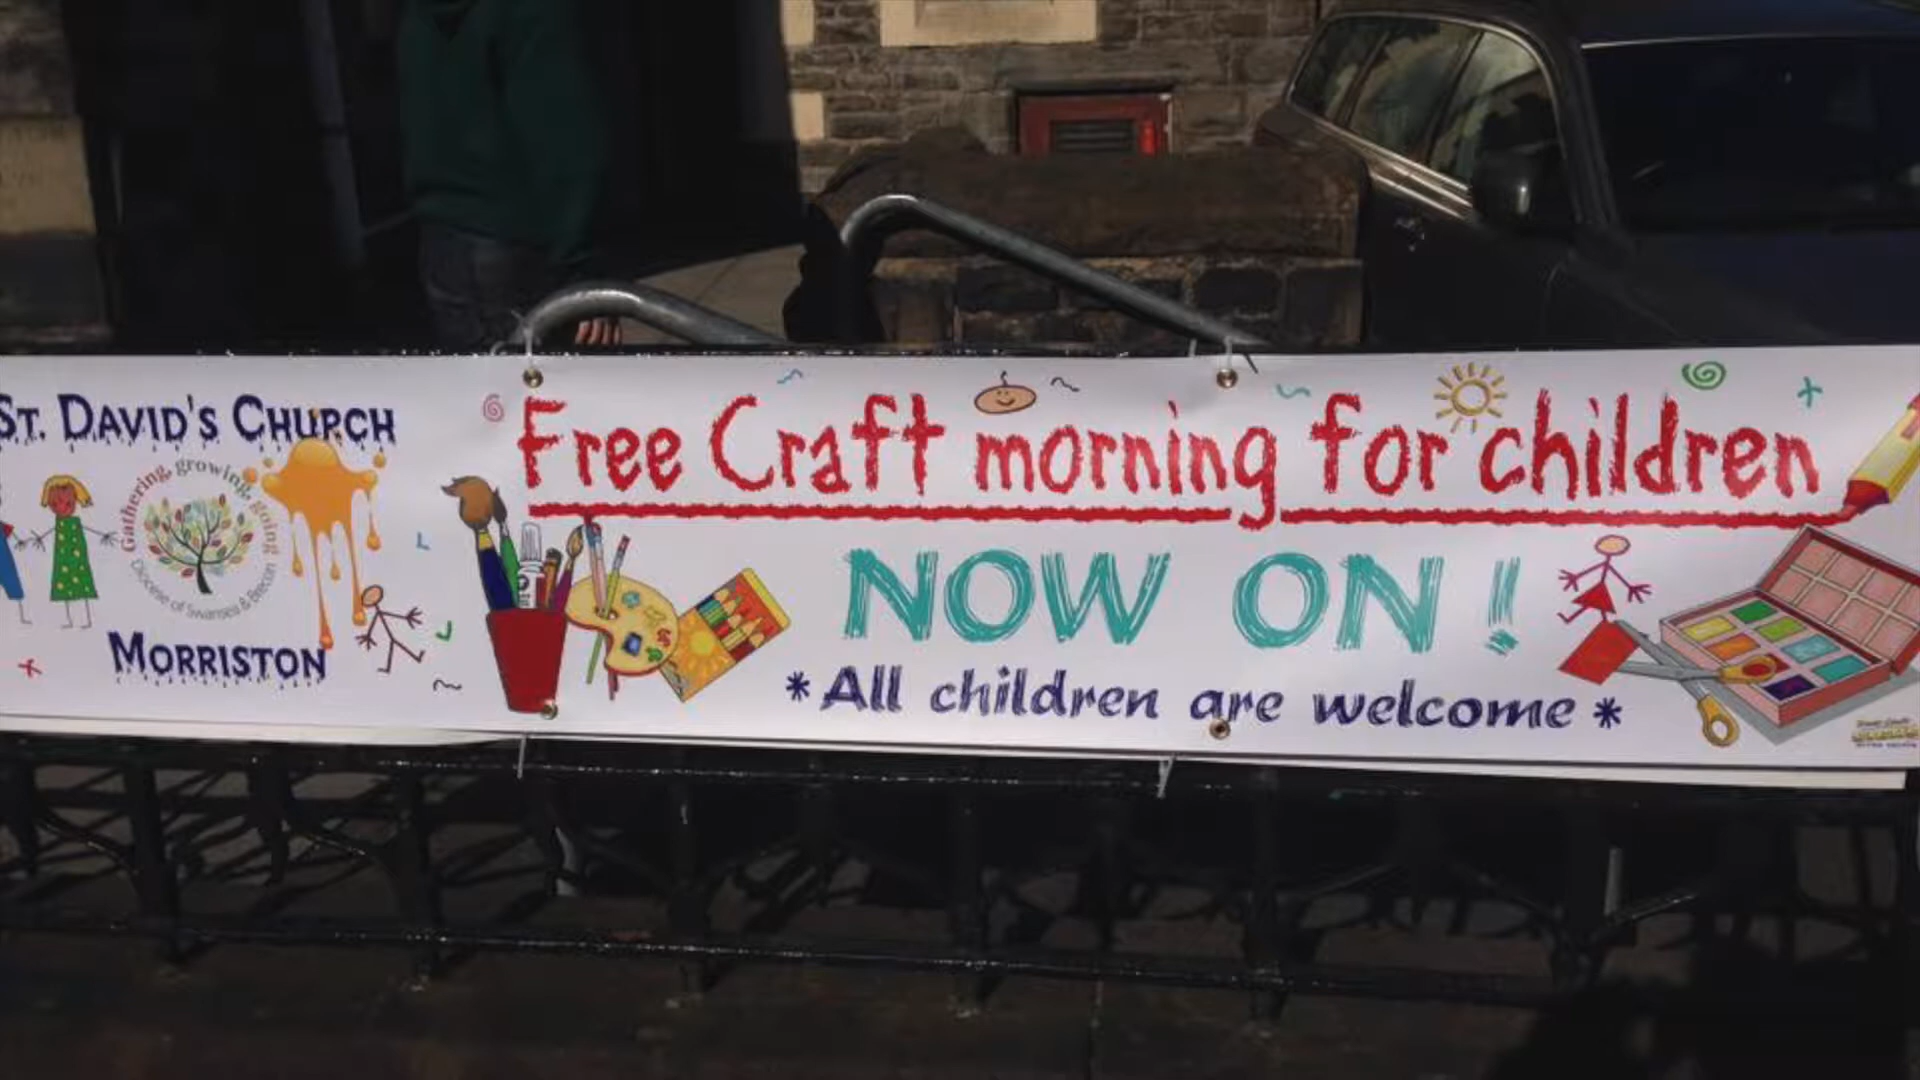 ST. DAVID'S CHURCH
Gathering, growing, going
Diocese of Swansea & Brecon
MORRISTON
Free Craft morning for children
NOW ON !
* All children are welcome *